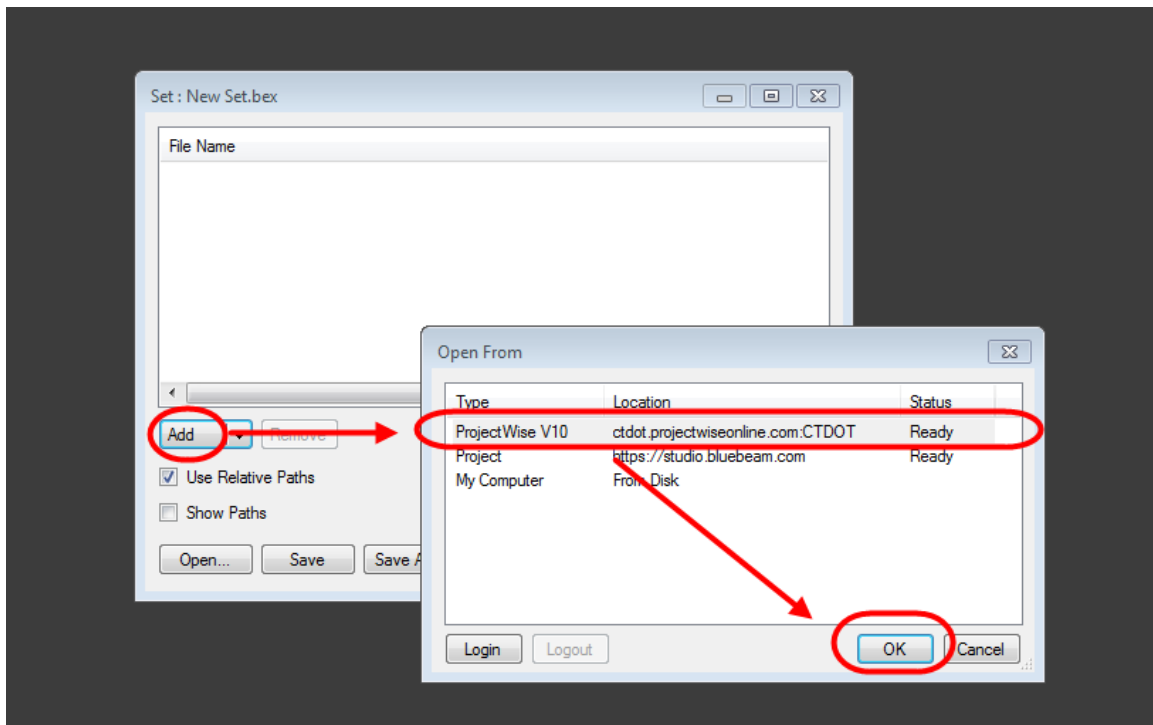 Set : New Set.bex
File Name
Add
Remove
Use Relative Paths
Show Paths
Open...
Save
Save A
Open From
Type Location Status
ProjectWise V10 ctdot.projectwiseonline.com:CTDOT Ready
Project https://studio.bluebeam.com Ready
My Computer From Disk
Login
Logout
OK
Cancel